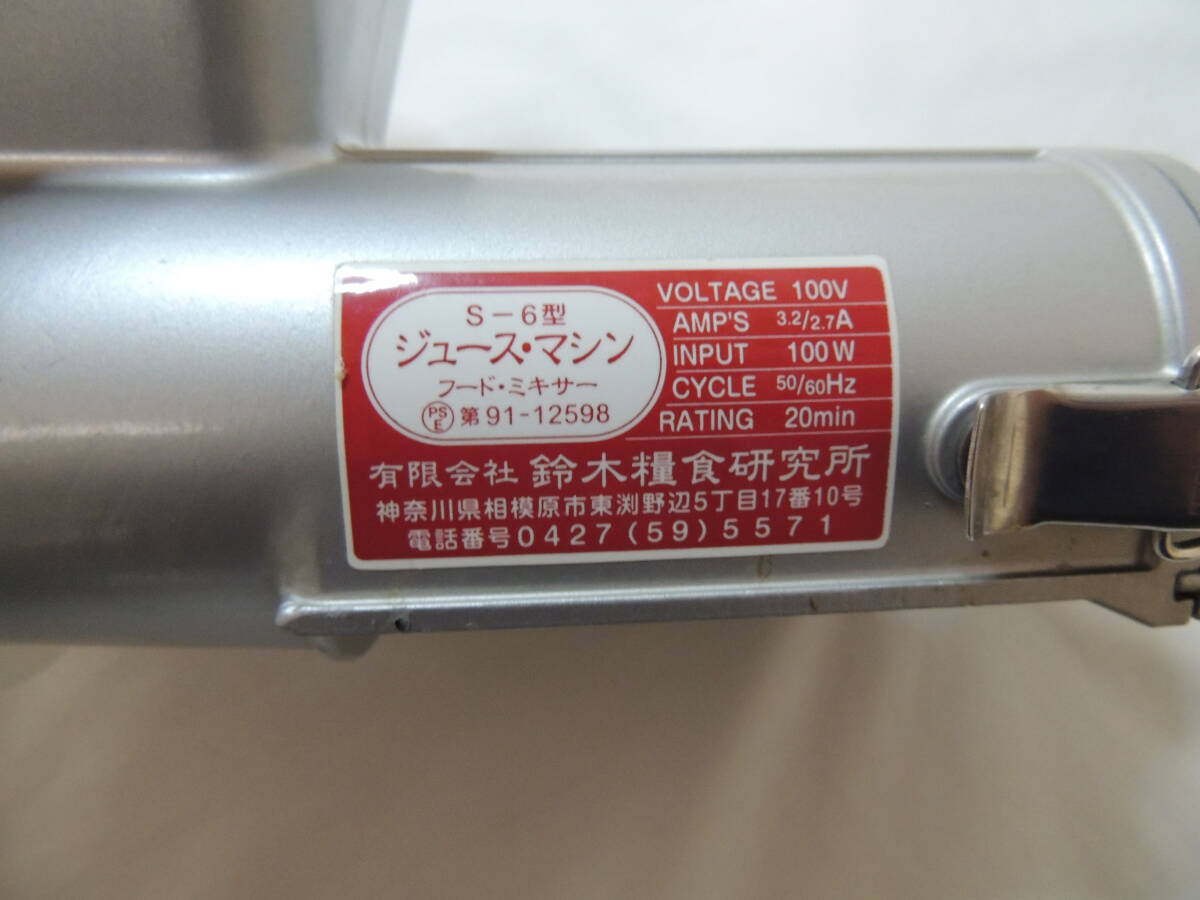 S-6型
ジュース・マシン
フード・ミキサー
PSE 第91-12598
VOLTAGE 100V
AMP'S 3.2/2.7A
INPUT 100W
CYCLE 50/60Hz
RATING 20min
有限会社 鈴木糧食研究所
神奈川県相模原市東渕野辺5丁目17番10号
電話番号0427(59)5571